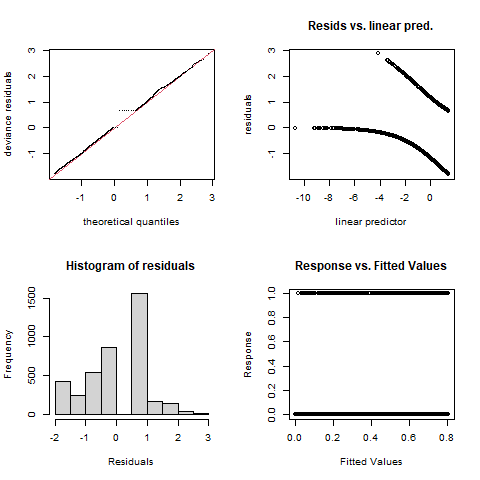 deviance residuals
3
2
1
0
-1
-1 0 1 2 3
theoretical quantiles
Resids vs. linear pred.
residuals
3
2
1
0
-1
-10 -8 -6 -4 -2 0
linear predictor
Histogram of residuals
Frequency
1500
1000
500
0
-2 -1 0 1 2 3
Residuals
Response vs. Fitted Values
Response
1.0
0.8
0.6
0.4
0.2
0.0
0.0 0.2 0.4 0.6 0.8
Fitted Values